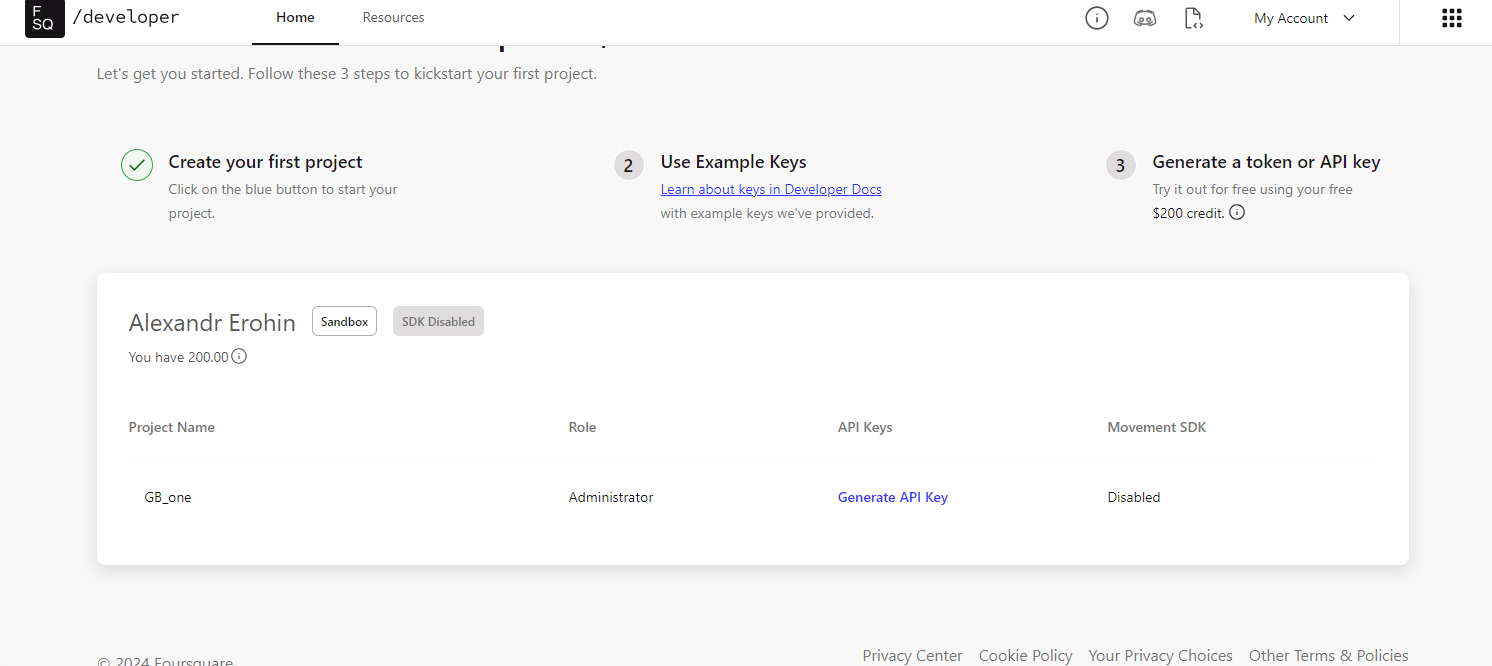 FSQ /developer
Home
Resources
My Account
Let's get you started. Follow these 3 steps to kickstart your first project.
Create your first project
Click on the blue button to start your
project.
2
Use Example Keys
Learn about keys in Developer Docs
with example keys we've provided.
3
Generate a token or API key
Try it out for free using your free
$200 credit.
Alexandr Erohin
Sandbox
SDK Disabled
You have 200.00
Project Name
Role
API Keys
Movement SDK
GB_one
Administrator
Generate API Key
Disabled
© 2024 Foursquare
Privacy Center
Cookie Policy
Your Privacy Choices
Other Terms & Policies